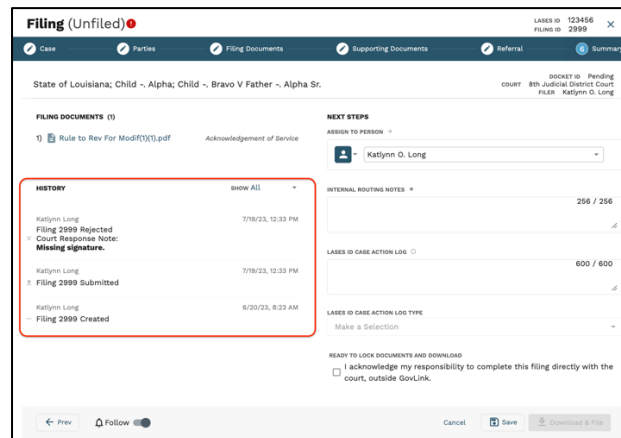 Filing (Unfiled)
LASES ID 123456
FILING ID 2999
Case
Parties
Filing Documents
Supporting Documents
Referral
6 Summar
State of Louisiana; Child -. Alpha; Child -. Bravo V Father -. Alpha Sr.
DOCKET ID Pending
COURT 8th Judicial District Court
FILER Katlynn O. Long
FILING DOCUMENTS (1)
1) Rule to Rev For Modif(1)(1).pdf Acknowledgement of Service
NEXT STEPS
ASSIGN TO PERSON
Katlynn O. Long
HISTORY SHOW All
INTERNAL ROUTING NOTES
256 / 256
Katlynn Long 7/19/23, 12:33 PM
Filing 2999 Rejected
Court Response Note:
Missing signature.
LASES ID CASE ACTION LOG
600 / 600
Katlynn Long 7/19/23, 12:33 PM
Filing 2999 Submitted
Katlynn Long 6/20/23, 8:23 AM
Filing 2999 Created
LASES ID CASE ACTION LOG TYPE
Make a Selection
READY TO LOCK DOCUMENTS AND DOWNLOAD
I acknowledge my responsibility to complete this filing directly with the
court, outside GovLink.
Prev
Follow
Cancel
Save
Download & File